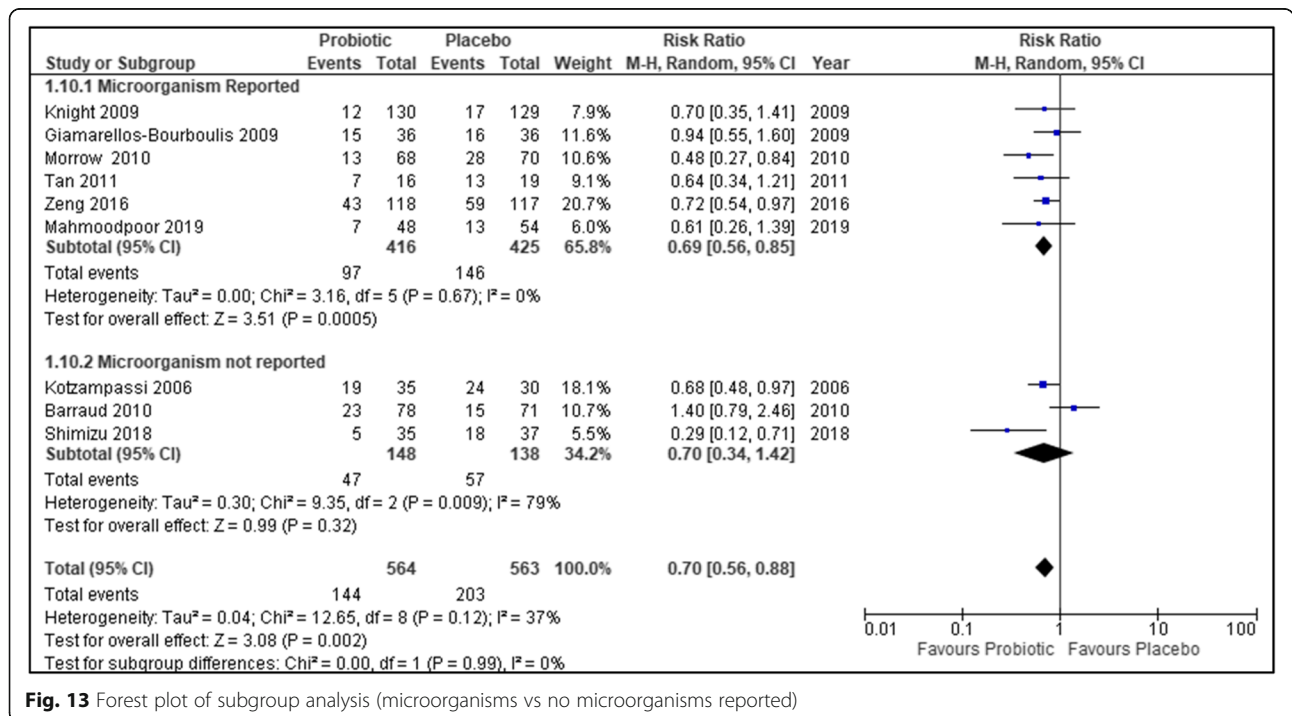 Probiotic Placebo Risk Ratio Risk Ratio
Study or Subgroup Events Total Events Total Weight M-H, Random, 95% CI Year M-H, Random, 95% CI
1.10.1 Microorganism Reported
Knight 2009 12 130 17 129 7.9% 0.70 [0.35, 1.41] 2009
Giamarellos-Bourboulis 2009 15 36 16 36 11.6% 0.94 [0.55, 1.60] 2009
Morrow 2010 13 68 28 70 10.6% 0.48 [0.27, 0.84] 2010
Tan 2011 7 16 13 19 9.1% 0.64 [0.34, 1.21] 2011
Zeng 2016 43 118 59 117 20.7% 0.72 [0.54, 0.97] 2016
Mahmoodpoor 2019 7 48 13 54 6.0% 0.61 [0.26, 1.39] 2019
Subtotal (95% CI) 416 425 65.8% 0.69 [0.56, 0.85]
Total events 97 146
Heterogeneity: Tau² = 0.00; Chi² = 3.16, df = 5 (P = 0.67); I² = 0%
Test for overall effect: Z = 3.51 (P = 0.0005)
1.10.2 Microorganism not reported
Kotzampassi 2006 19 35 24 30 18.1% 0.68 [0.48, 0.97] 2006
Barraud 2010 23 78 15 71 10.7% 1.40 [0.79, 2.46] 2010
Shimizu 2018 5 35 18 37 5.5% 0.29 [0.12, 0.71] 2018
Subtotal (95% CI) 148 138 34.2% 0.70 [0.34, 1.42]
Total events 47 57
Heterogeneity: Tau² = 0.30; Chi² = 9.35, df = 2 (P = 0.009); I² = 79%
Test for overall effect: Z = 0.99 (P = 0.32)
Total (95% CI) 564 563 100.0% 0.70 [0.56, 0.88]
Total events 144 203
Heterogeneity: Tau² = 0.04; Chi² = 12.65, df = 8 (P = 0.12); I² = 37%
Test for overall effect: Z = 3.08 (P = 0.002)
Test for subgroup differences: Chi² = 0.00, df = 1 (P = 0.99), I² = 0%
0.01 0.1 1 10 100
Favours Probiotic Favours Placebo
Fig. 13 Forest plot of subgroup analysis (microorganisms vs no microorganisms reported)